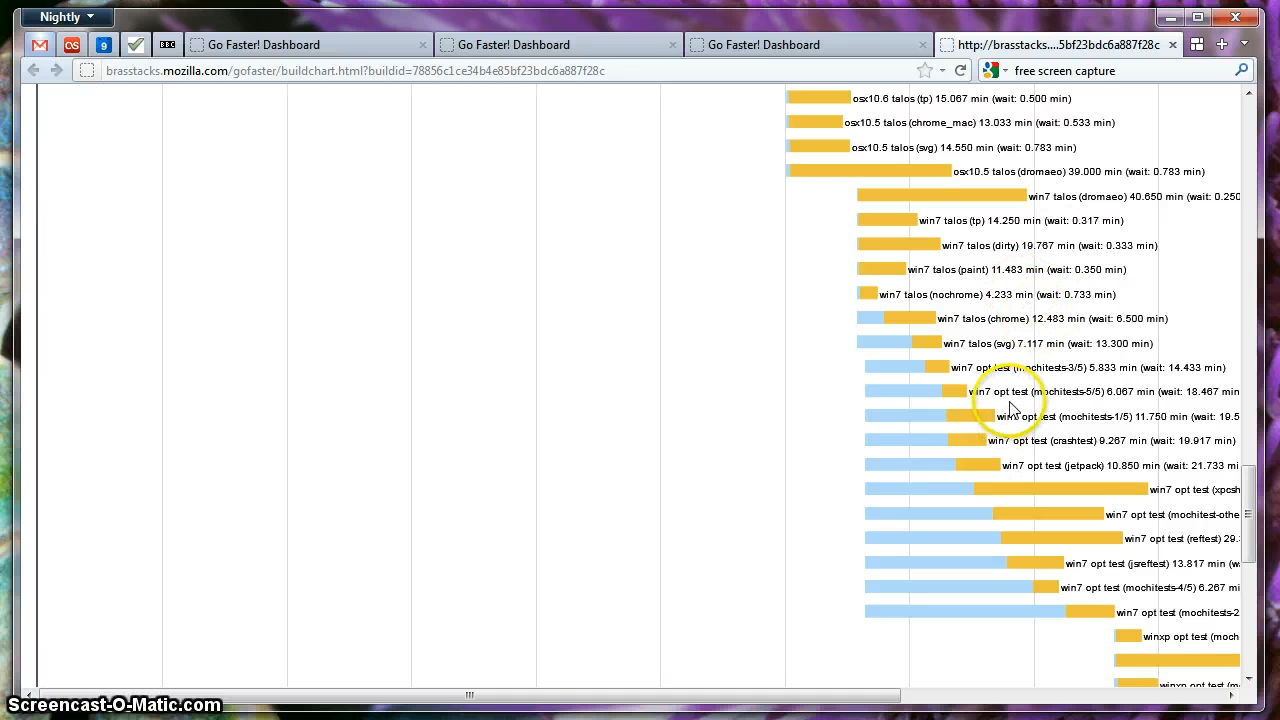 Nightly
Go Faster! Dashboard
Go Faster! Dashboard
Go Faster! Dashboard
http://brasstacks....5bf23bdc6a887f28c
brasstacks.mozilla.com/gofaster/buildchart.html?buildid=78856c1ce34b4e85bf23bdc6a887f28c
free screen capture
9
BBC
osx10.6 talos (tp) 15.067 min (wait: 0.500 min)
osx10.5 talos (chrome_mac) 13.033 min (wait: 0.533 min)
osx10.5 talos (svg) 14.550 min (wait: 0.783 min)
osx10.5 talos (dromaeo) 39.000 min (wait: 0.783 min)
win7 talos (dromaeo) 40.650 min (wait: 0.250
win7 talos (tp) 14.250 min (wait: 0.317 min)
win7 talos (dirty) 19.767 min (wait: 0.333 min)
win7 talos (paint) 11.483 min (wait: 0.350 min)
win7 talos (nochrome) 4.233 min (wait: 0.733 min)
win7 talos (chrome) 12.483 min (wait: 6.500 min)
win7 talos (svg) 7.117 min (wait: 13.300 min)
win7 opt test (mochitests-3/5) 5.833 min (wait: 14.433 min)
win7 opt test (mochitests-5/5) 6.067 min (wait: 18.467 min
win7 opt test (mochitests-1/5) 11.750 min (wait: 19.5
win7 opt test (crashtest) 9.267 min (wait: 19.917 min)
win7 opt test (jetpack) 10.850 min (wait: 21.733 min
win7 opt test (xpcsh
win7 opt test (mochitest-othe
win7 opt test (reftest) 29.
win7 opt test (jsreftest) 13.817 min (w
win7 opt test (mochitests-4/5) 6.267 min
win7 opt test (mochitests-2
winxp opt test (moch
winxp opt test (m
Screencast-O-Matic.com